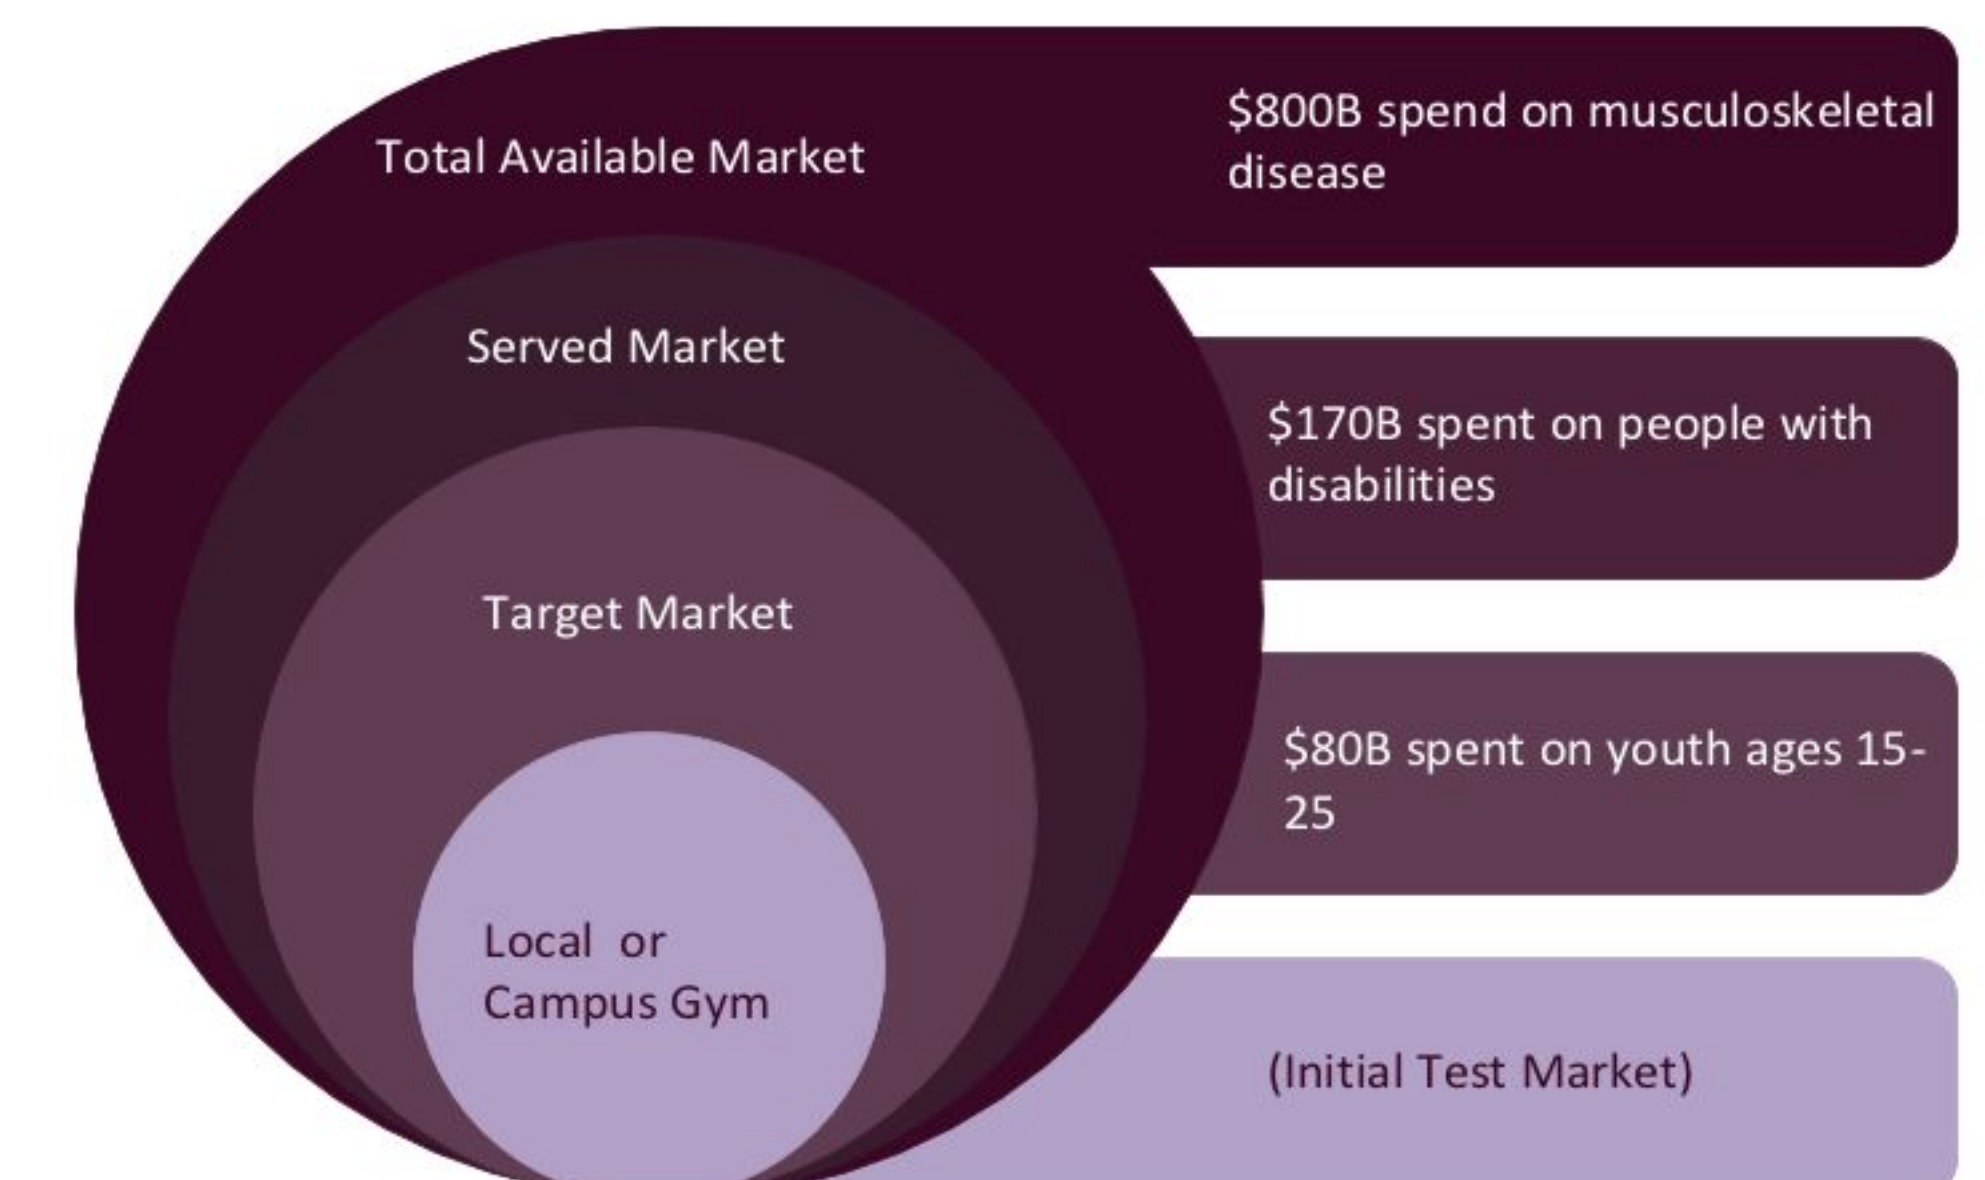 Total Available Market
$800B spend on musculoskeletal
disease
Served Market
$170B spent on people with
disabilities
Target Market
$80B spent on youth ages 15-
25
Local or
Campus Gym
(Initial Test Market)